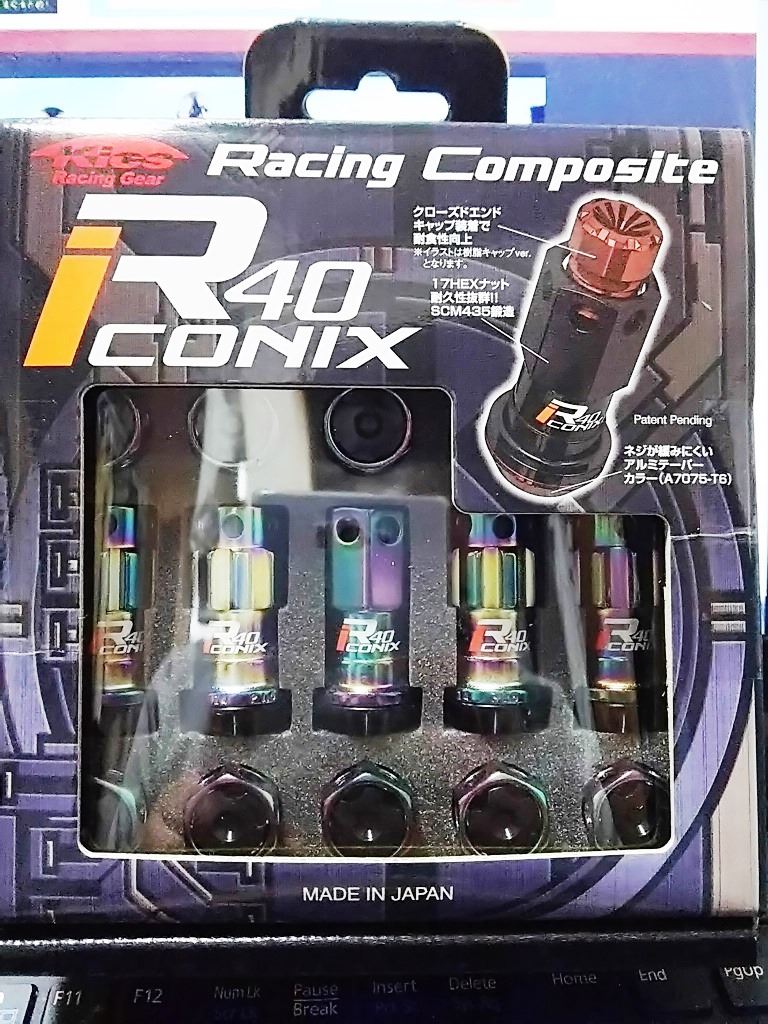 Kics
Racing Gear
Racing Composite
iR40
iCONIX
クローズドエンド
キャップ装着で
耐食性向上
※イラストは樹脂キャップver.
となります。
17HEXナット
耐久性抜群!!
SCM435鍛造
iR40
CONIX
Patent Pending
ネジが緩みにくい
アルミテーパー
カラー(A7075-T6)
iR40
CONI
iR40
CONIX
iR40
CONIX
iR40
CONIX
iR40
CONI
MADE IN JAPAN
F11
F12
Num Lk
Pause
Break
Insert
Delete
Home
End
PgUp